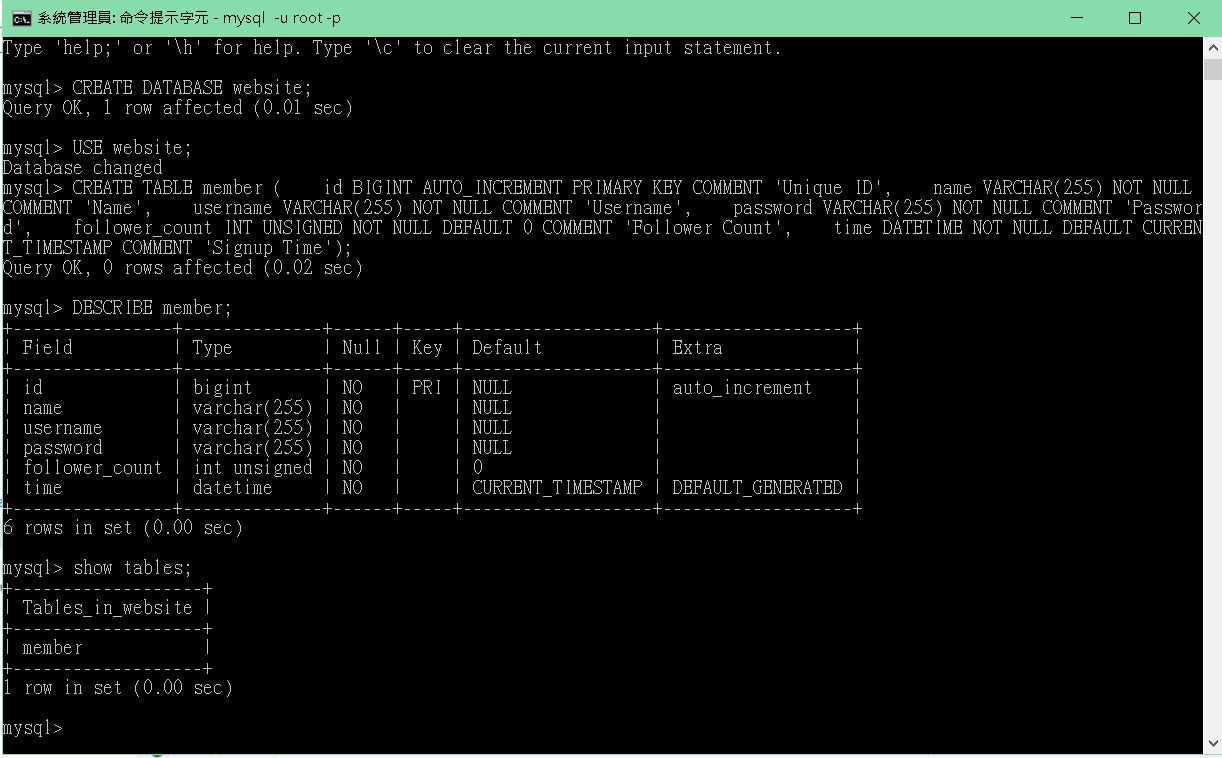 系統管理員: 命令提示字元 - mysql  -u root -p
Type 'help;' or '\h' for help. Type '\c' to clear the current input statement.
mysql> CREATE DATABASE website;
Query OK, 1 row affected (0.01 sec)
mysql> USE website;
Database changed
mysql> CREATE TABLE member (    id BIGINT AUTO_INCREMENT PRIMARY KEY COMMENT 'Unique ID',    name VARCHAR(255) NOT NULL
COMMENT 'Name',    username VARCHAR(255) NOT NULL COMMENT 'Username',    password VARCHAR(255) NOT NULL COMMENT 'Passwor
d',    follower_count INT UNSIGNED NOT NULL DEFAULT 0 COMMENT 'Follower Count',    time DATETIME NOT NULL DEFAULT CURREN
T_TIMESTAMP COMMENT 'Signup Time');
Query OK, 0 rows affected (0.02 sec)
mysql> DESCRIBE member;
+----------------+--------------+------+-----+-------------------+-------------------+
| Field          | Type         | Null | Key | Default           | Extra             |
+----------------+--------------+------+-----+-------------------+-------------------+
| id             | bigint       | NO   | PRI | NULL              | auto_increment    |
| name           | varchar(255) | NO   |     | NULL              |                   |
| username       | varchar(255) | NO   |     | NULL              |                   |
| password       | varchar(255) | NO   |     | NULL              |                   |
| follower_count | int unsigned | NO   |     | 0                 |                   |
| time           | datetime     | NO   |     | CURRENT_TIMESTAMP | DEFAULT_GENERATED |
+----------------+--------------+------+-----+-------------------+-------------------+
6 rows in set (0.00 sec)
mysql> show tables;
+-------------------+
| Tables_in_website |
+-------------------+
| member            |
+-------------------+
1 row in set (0.00 sec)
mysql>